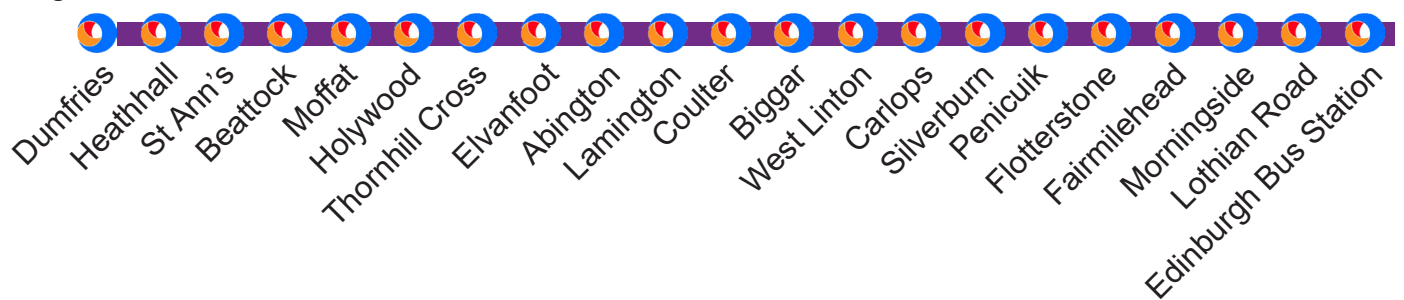 Dumfries
Heathhall
St Ann's
Beattock
Moffat
Holywood
Thornhill Cross
Elvanfoot
Abington
Lamington
Coulter
Biggar
West Linton
Carlops
Silverburn
Penicuik
Flotterstone
Fairmilehead
Morningside
Lothian Road
Edinburgh Bus Station